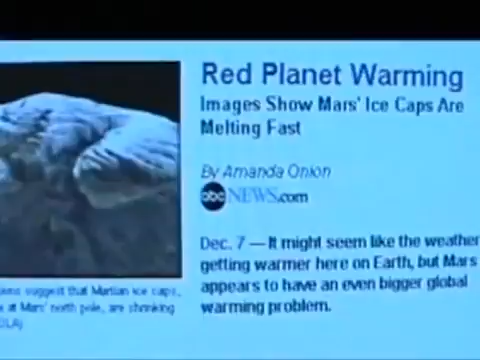 Red Planet Warming
Images Show Mars' Ice Caps Are
Melting Fast
By Amanda Onion
abc NEWS.com
Dec. 7 — It might seem like the weather
getting warmer here on Earth, but Mars
appears to have an even bigger global
warming problem.
suggest that Martian ice caps,
at Mars' north pole, are shrinking